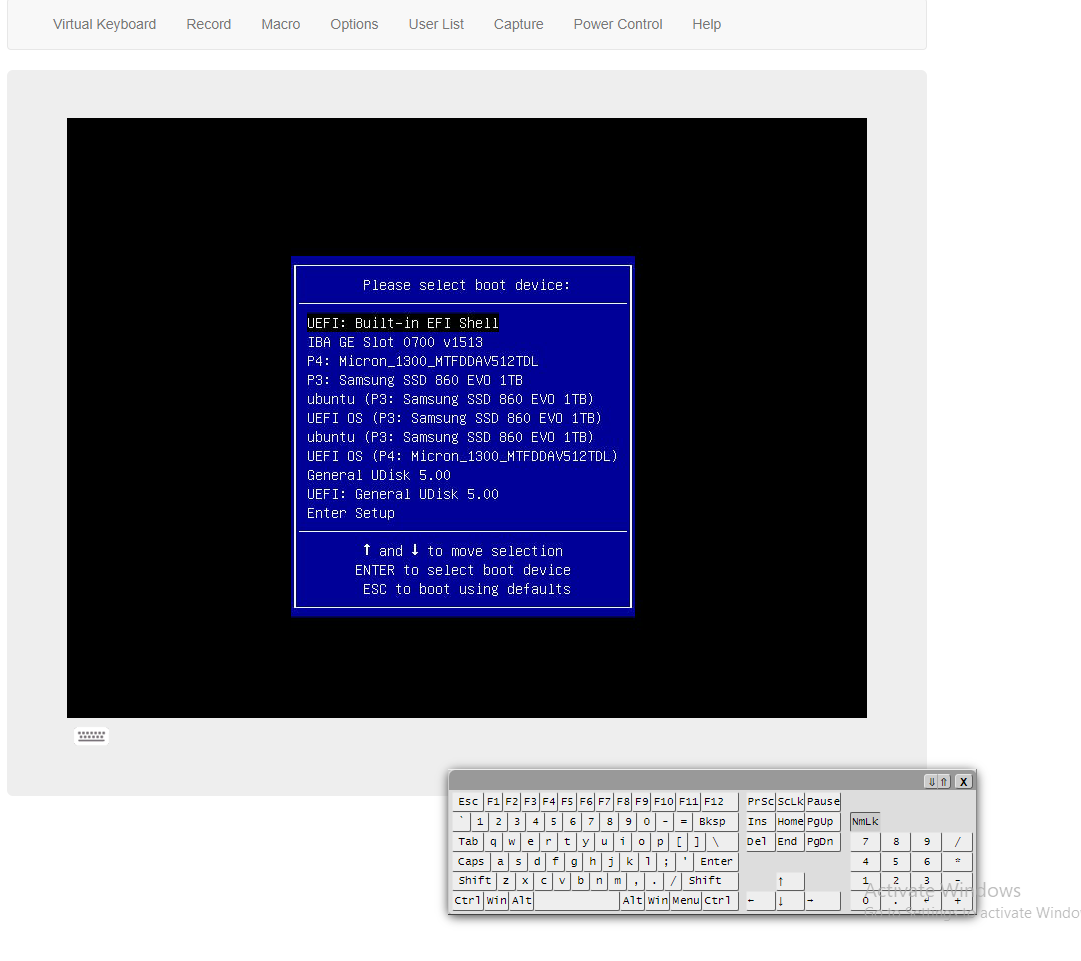 Virtual Keyboard Record Macro Options User List Capture Power Control Help
Please select boot device:
UEFI: Built-in EFI Shell
IBA GE Slot 0700 v1513
P4: Micron_1300_MTFDDAV512TDL
P3: Samsung SSD 860 EVO 1TB
ubuntu (P3: Samsung SSD 860 EVO 1TB)
UEFI OS (P3: Samsung SSD 860 EVO 1TB)
ubuntu (P3: Samsung SSD 860 EVO 1TB)
UEFI OS (P4: Micron_1300_MTFDDAV512TDL)
General UDisk 5.00
UEFI: General UDisk 5.00
Enter Setup
↑ and ↓ to move selection
ENTER to select boot device
ESC to boot using defaults
⇓ ⇑ X
Esc F1 F2 F3 F4 F5 F6 F7 F8 F9 F10 F11 F12 PrSc ScLk Pause
` 1 2 3 4 5 6 7 8 9 0 - = Bksp Ins Home PgUp NmLk
Tab q w e r t y u i o p [ ] \ Del End PgDn 7 8 9 /
Caps a s d f g h j k l ; ' Enter 4 5 6 *
Shift z x c v b n m , . / Shift ↑ 1 2 3 -
Ctrl Win Alt Alt Win Menu Ctrl ← ↓ → 0 . ↵ +
Activate Windows
Go to Settings to activate Windo